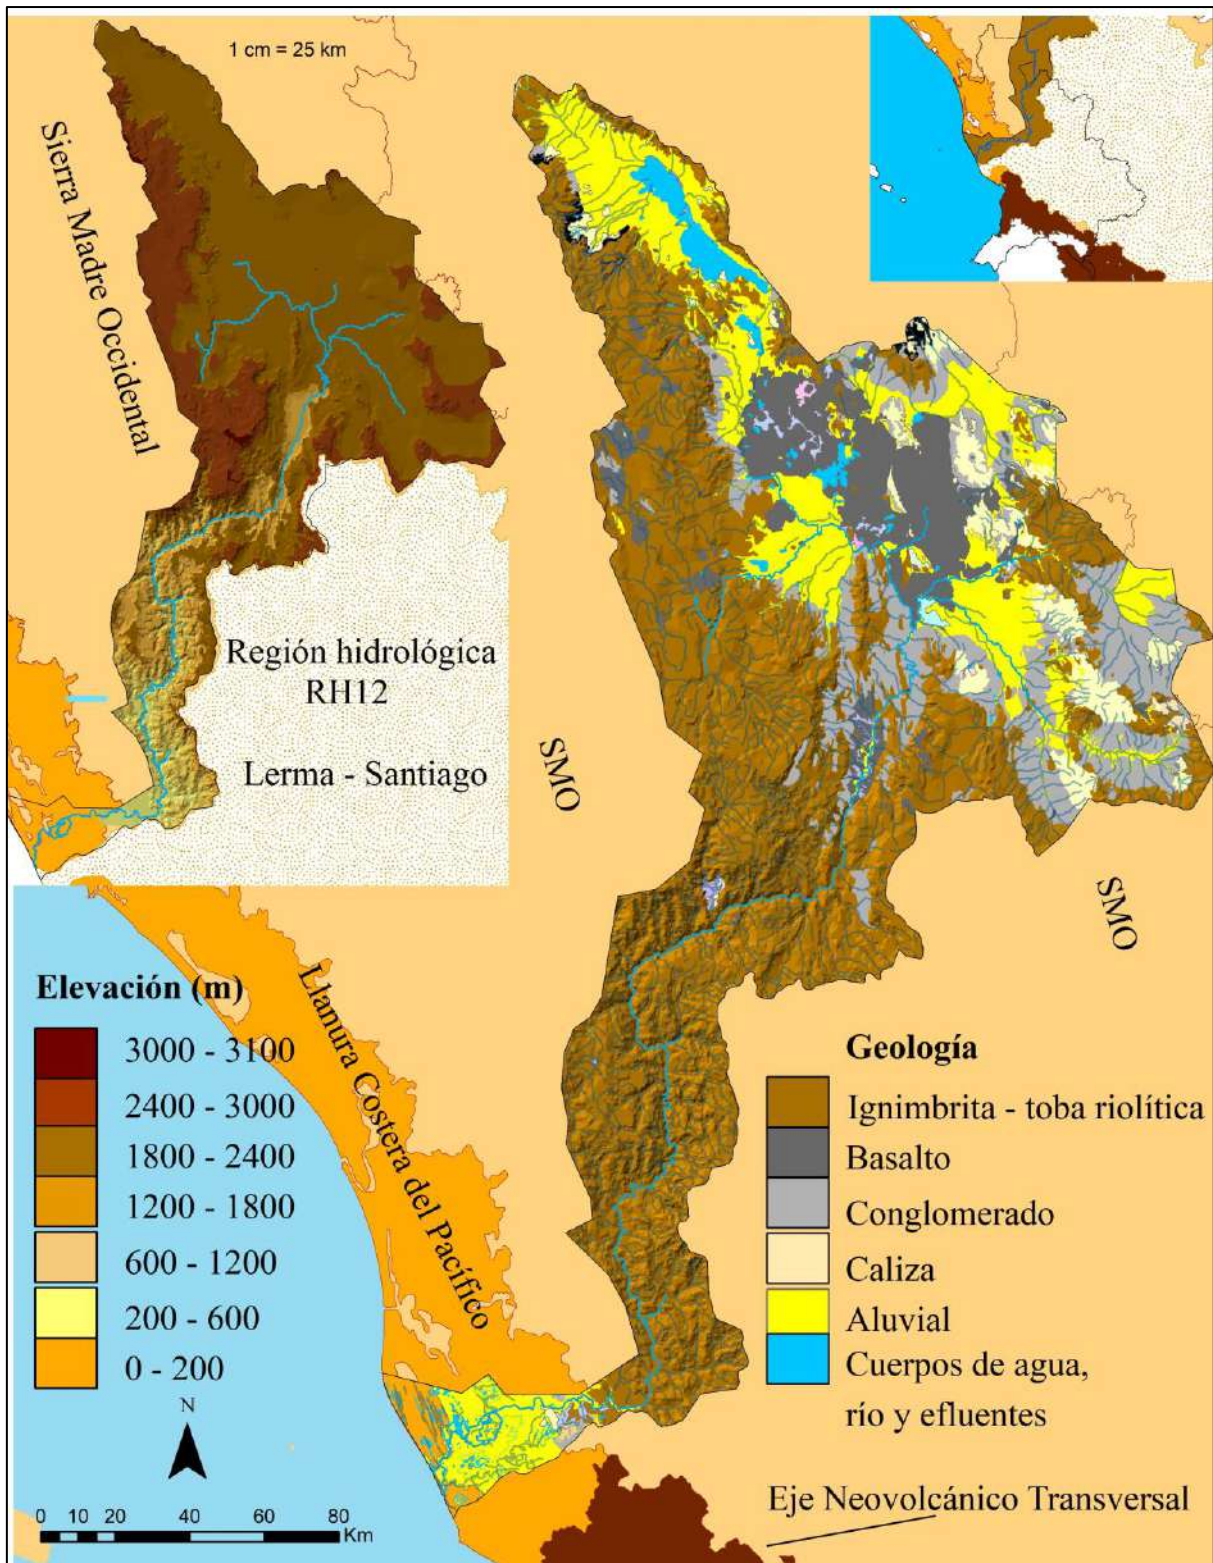 1 cm = 25 km
Sierra Madre Occidental
Región hidrológica
RH12
Lerma - Santiago
SMO
SMO
Llanura Costera del Pacífico
Elevación (m)
3000 - 3100
2400 - 3000
1800 - 2400
1200 - 1800
600 - 1200
200 - 600
0 - 200
N
0 10 20 40 60 80
Km
Geología
Ignimbrita - toba riolítica
Basalto
Conglomerado
Caliza
Aluvial
Cuerpos de agua,
río y efluentes
Eje Neovolcánico Transversal